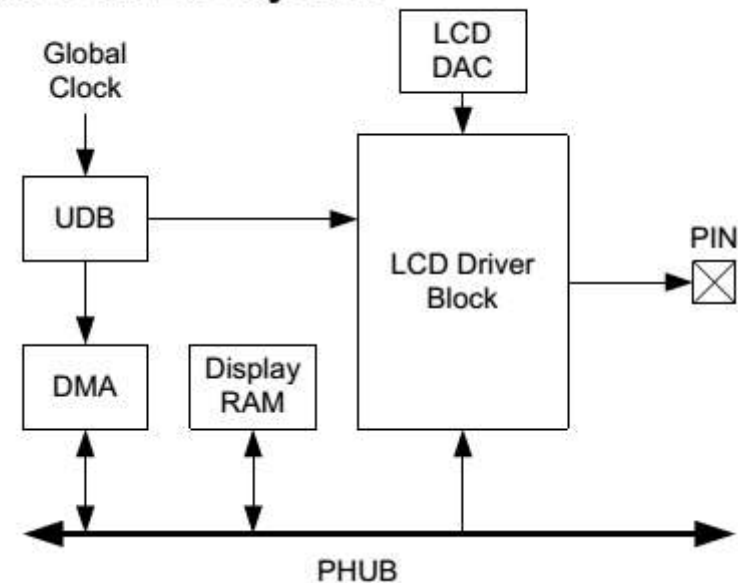 LCD
DAC
Global
Clock
UDB
LCD Driver
Block
PIN
DMA
Display
RAM
PHUB